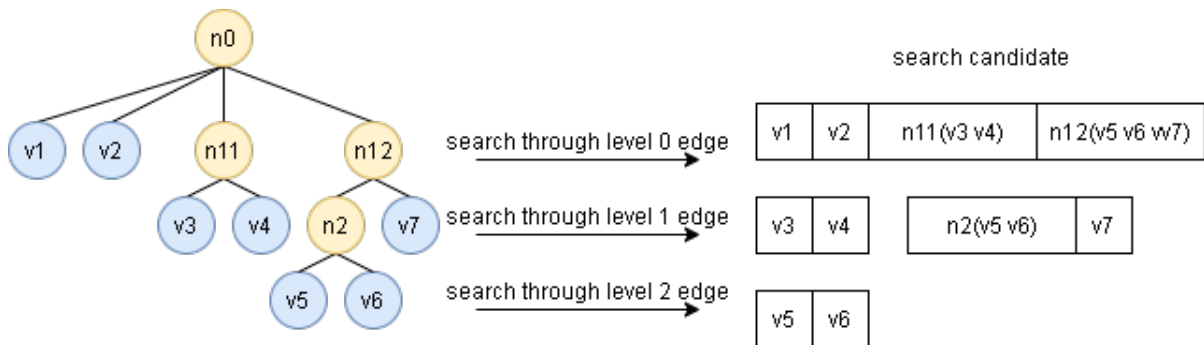 n0
search candidate
v1 v2 n11 n12
search through level 0 edge
v1 v2 n11(v3 v4) n12(v5 v6 vv7)
v3 v4 n2 v7
search through level 1 edge
v3 v4 n2(v5 v6) v7
v5 v6
search through level 2 edge
v5 v6